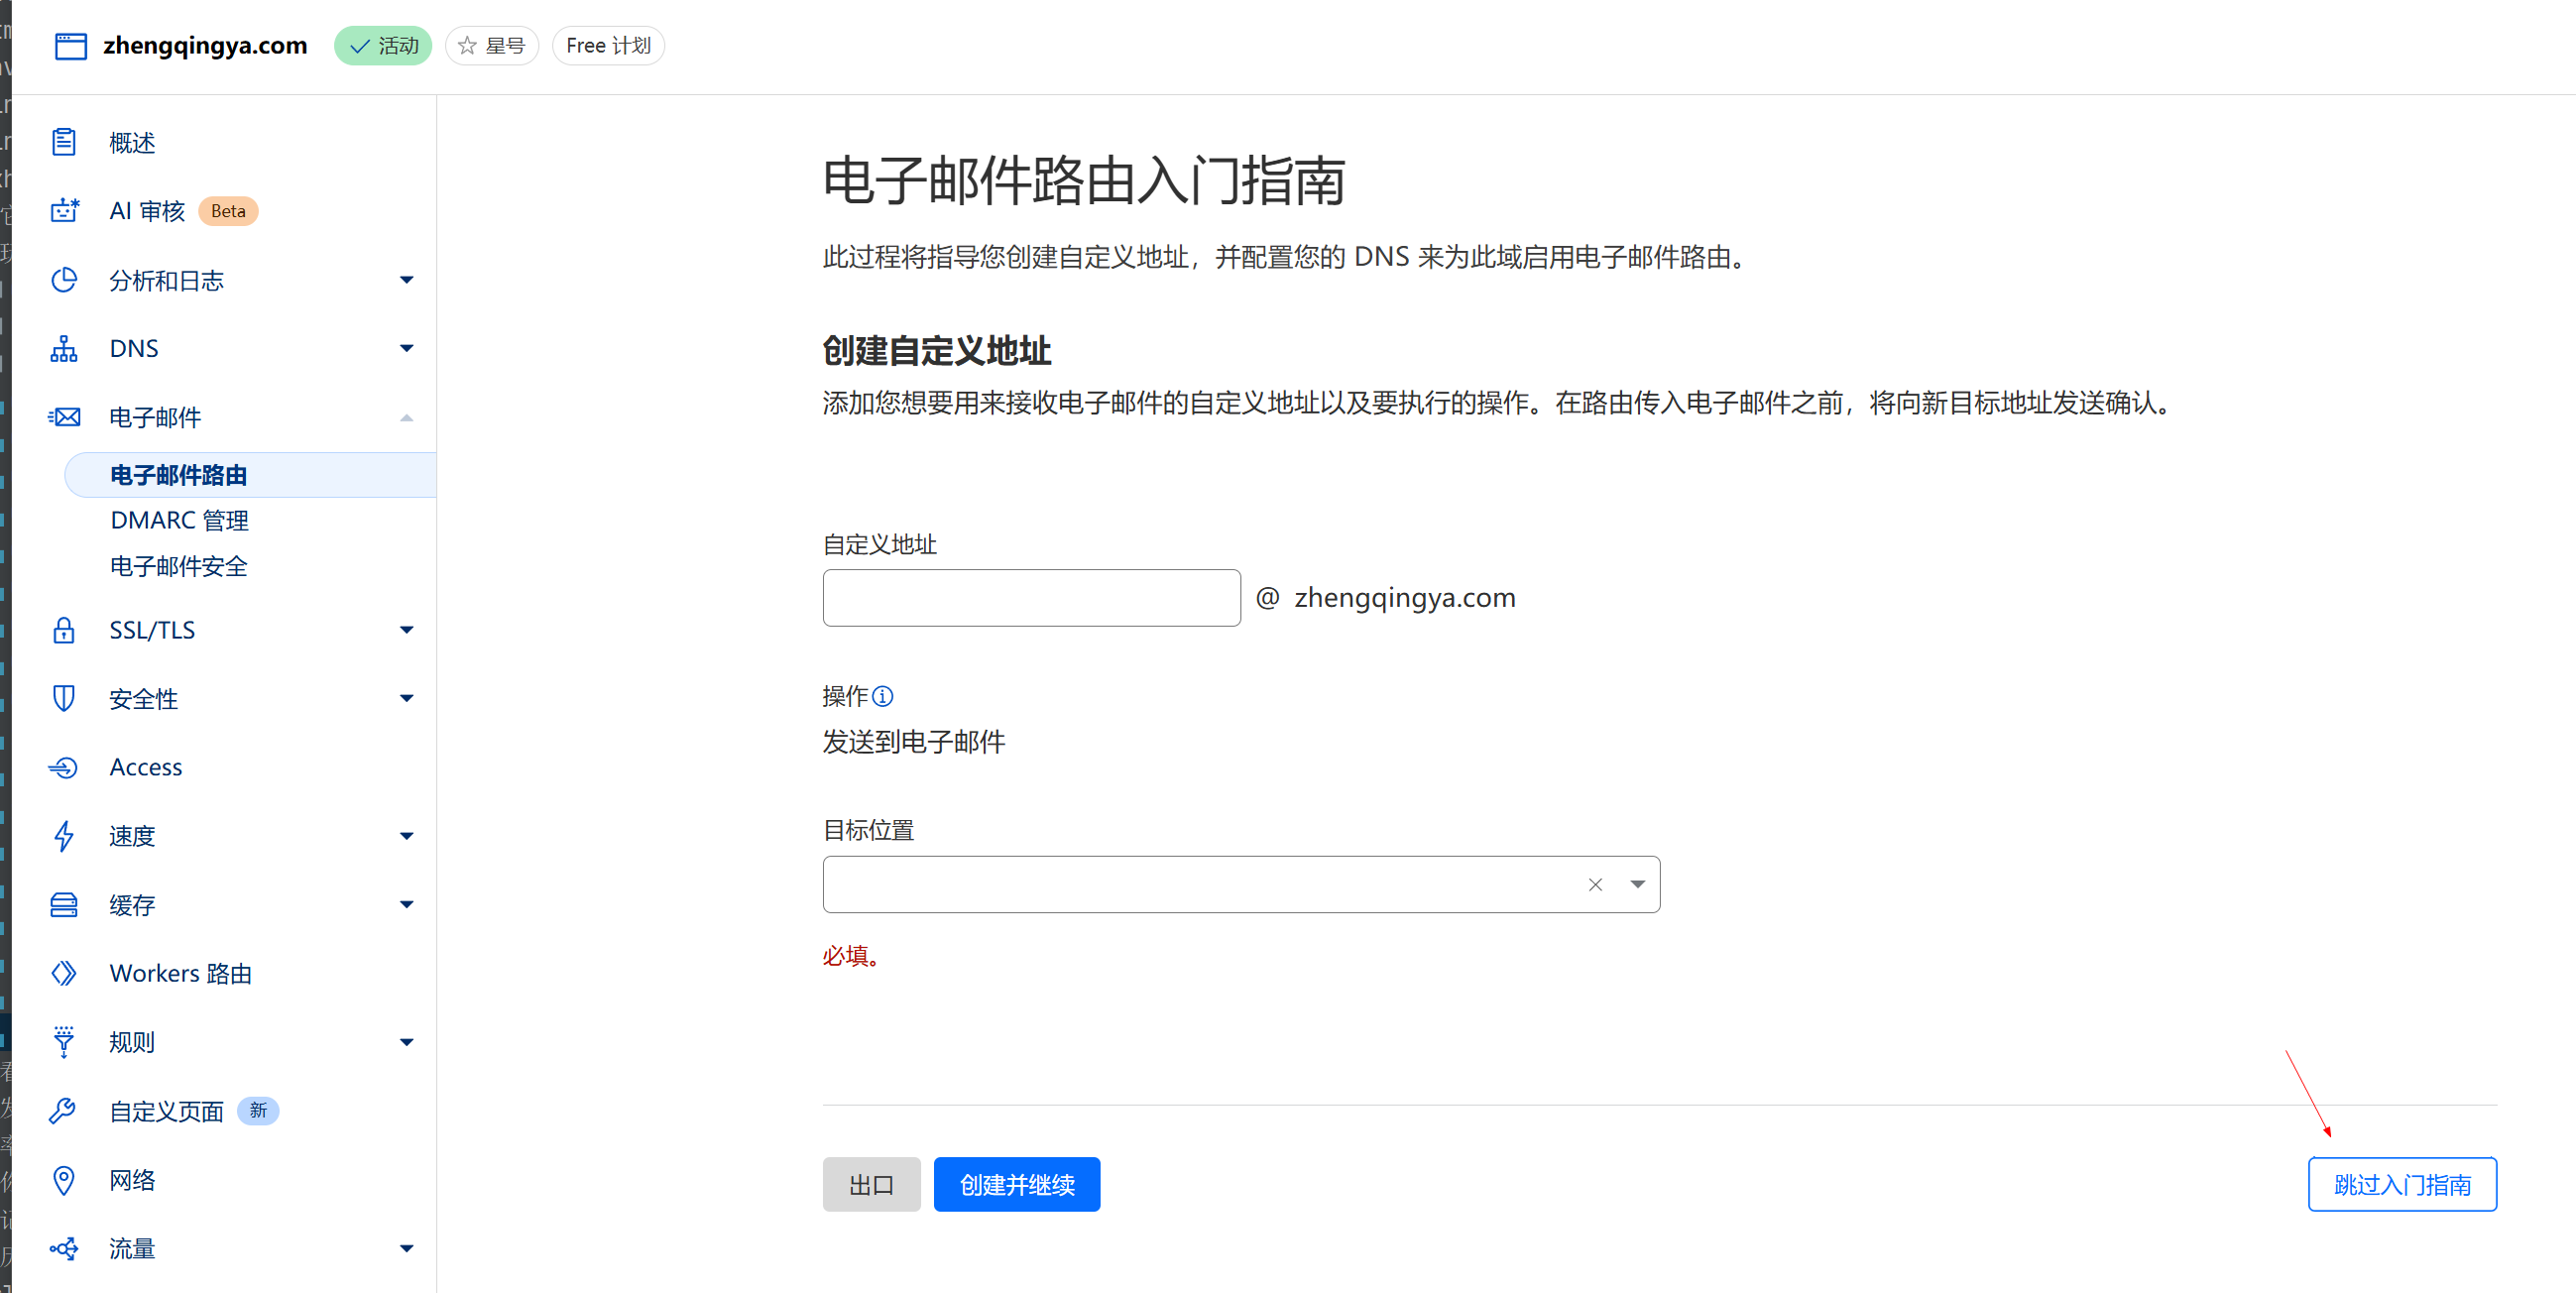 zhengqingya.com
活动
星号
Free 计划
概述
AI 审核 Beta
分析和日志
DNS
电子邮件
电子邮件路由
DMARC 管理
电子邮件安全
SSL/TLS
安全性
Access
速度
缓存
Workers 路由
规则
自定义页面 新
网络
流量
电子邮件路由入门指南
此过程将指导您创建自定义地址，并配置您的 DNS 来为此域启用电子邮件路由。
创建自定义地址
添加您想要用来接收电子邮件的自定义地址以及要执行的操作。在路由传入电子邮件之前，将向新目标地址发送确认。
自定义地址
@ zhengqingya.com
操作
发送到电子邮件
目标位置
必填。
出口
创建并继续
跳过入门指南